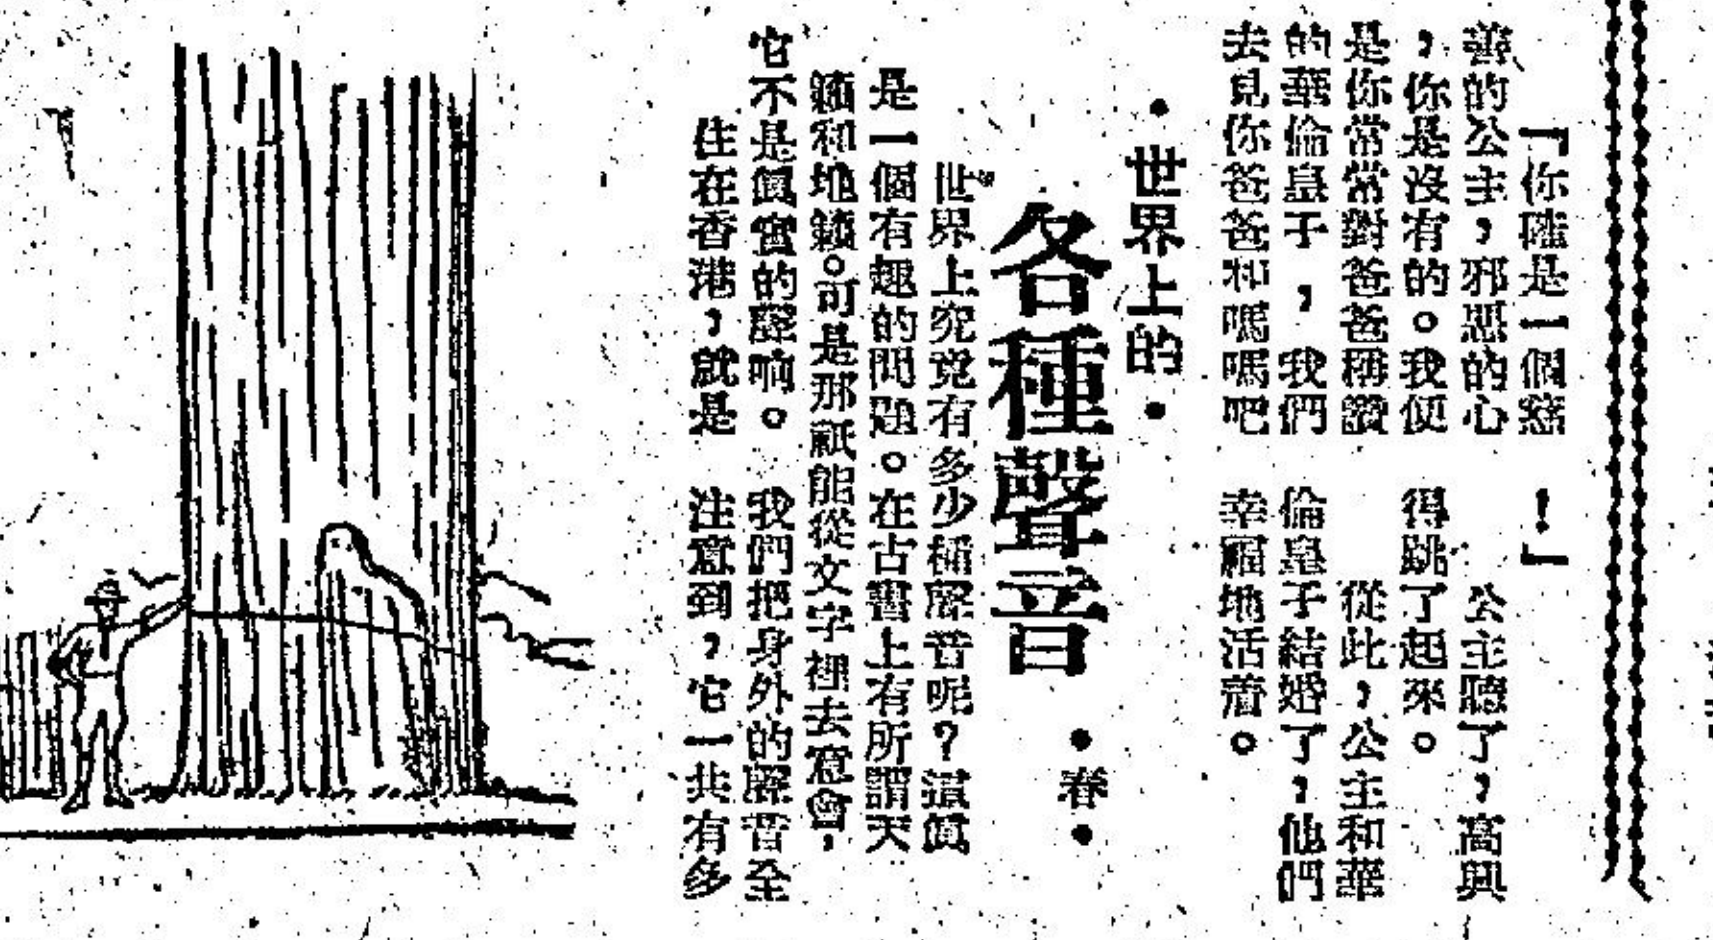 「你確是一個慈
善的公主，邪惡的心
，你是沒有的。我便
是你常常對爸爸稱讚
的華倫皇子，我們
去見你爸爸和嗎嗎吧
！」
公主聽了，高興
得跳了起來。
從此，公主和華
倫皇子結婚了，他們
幸福地活着。
·世界上的·
各種聲音
·春·
世界上究竟有多少種聲音呢？這眞
是一個有趣的問題。在古書上有所謂天
籟和地籟。可是那祇能從文字裡去意會，
它不是眞實的聲响。
住在香港，就是
我們把身外的聲音全
注意到，它一共有多